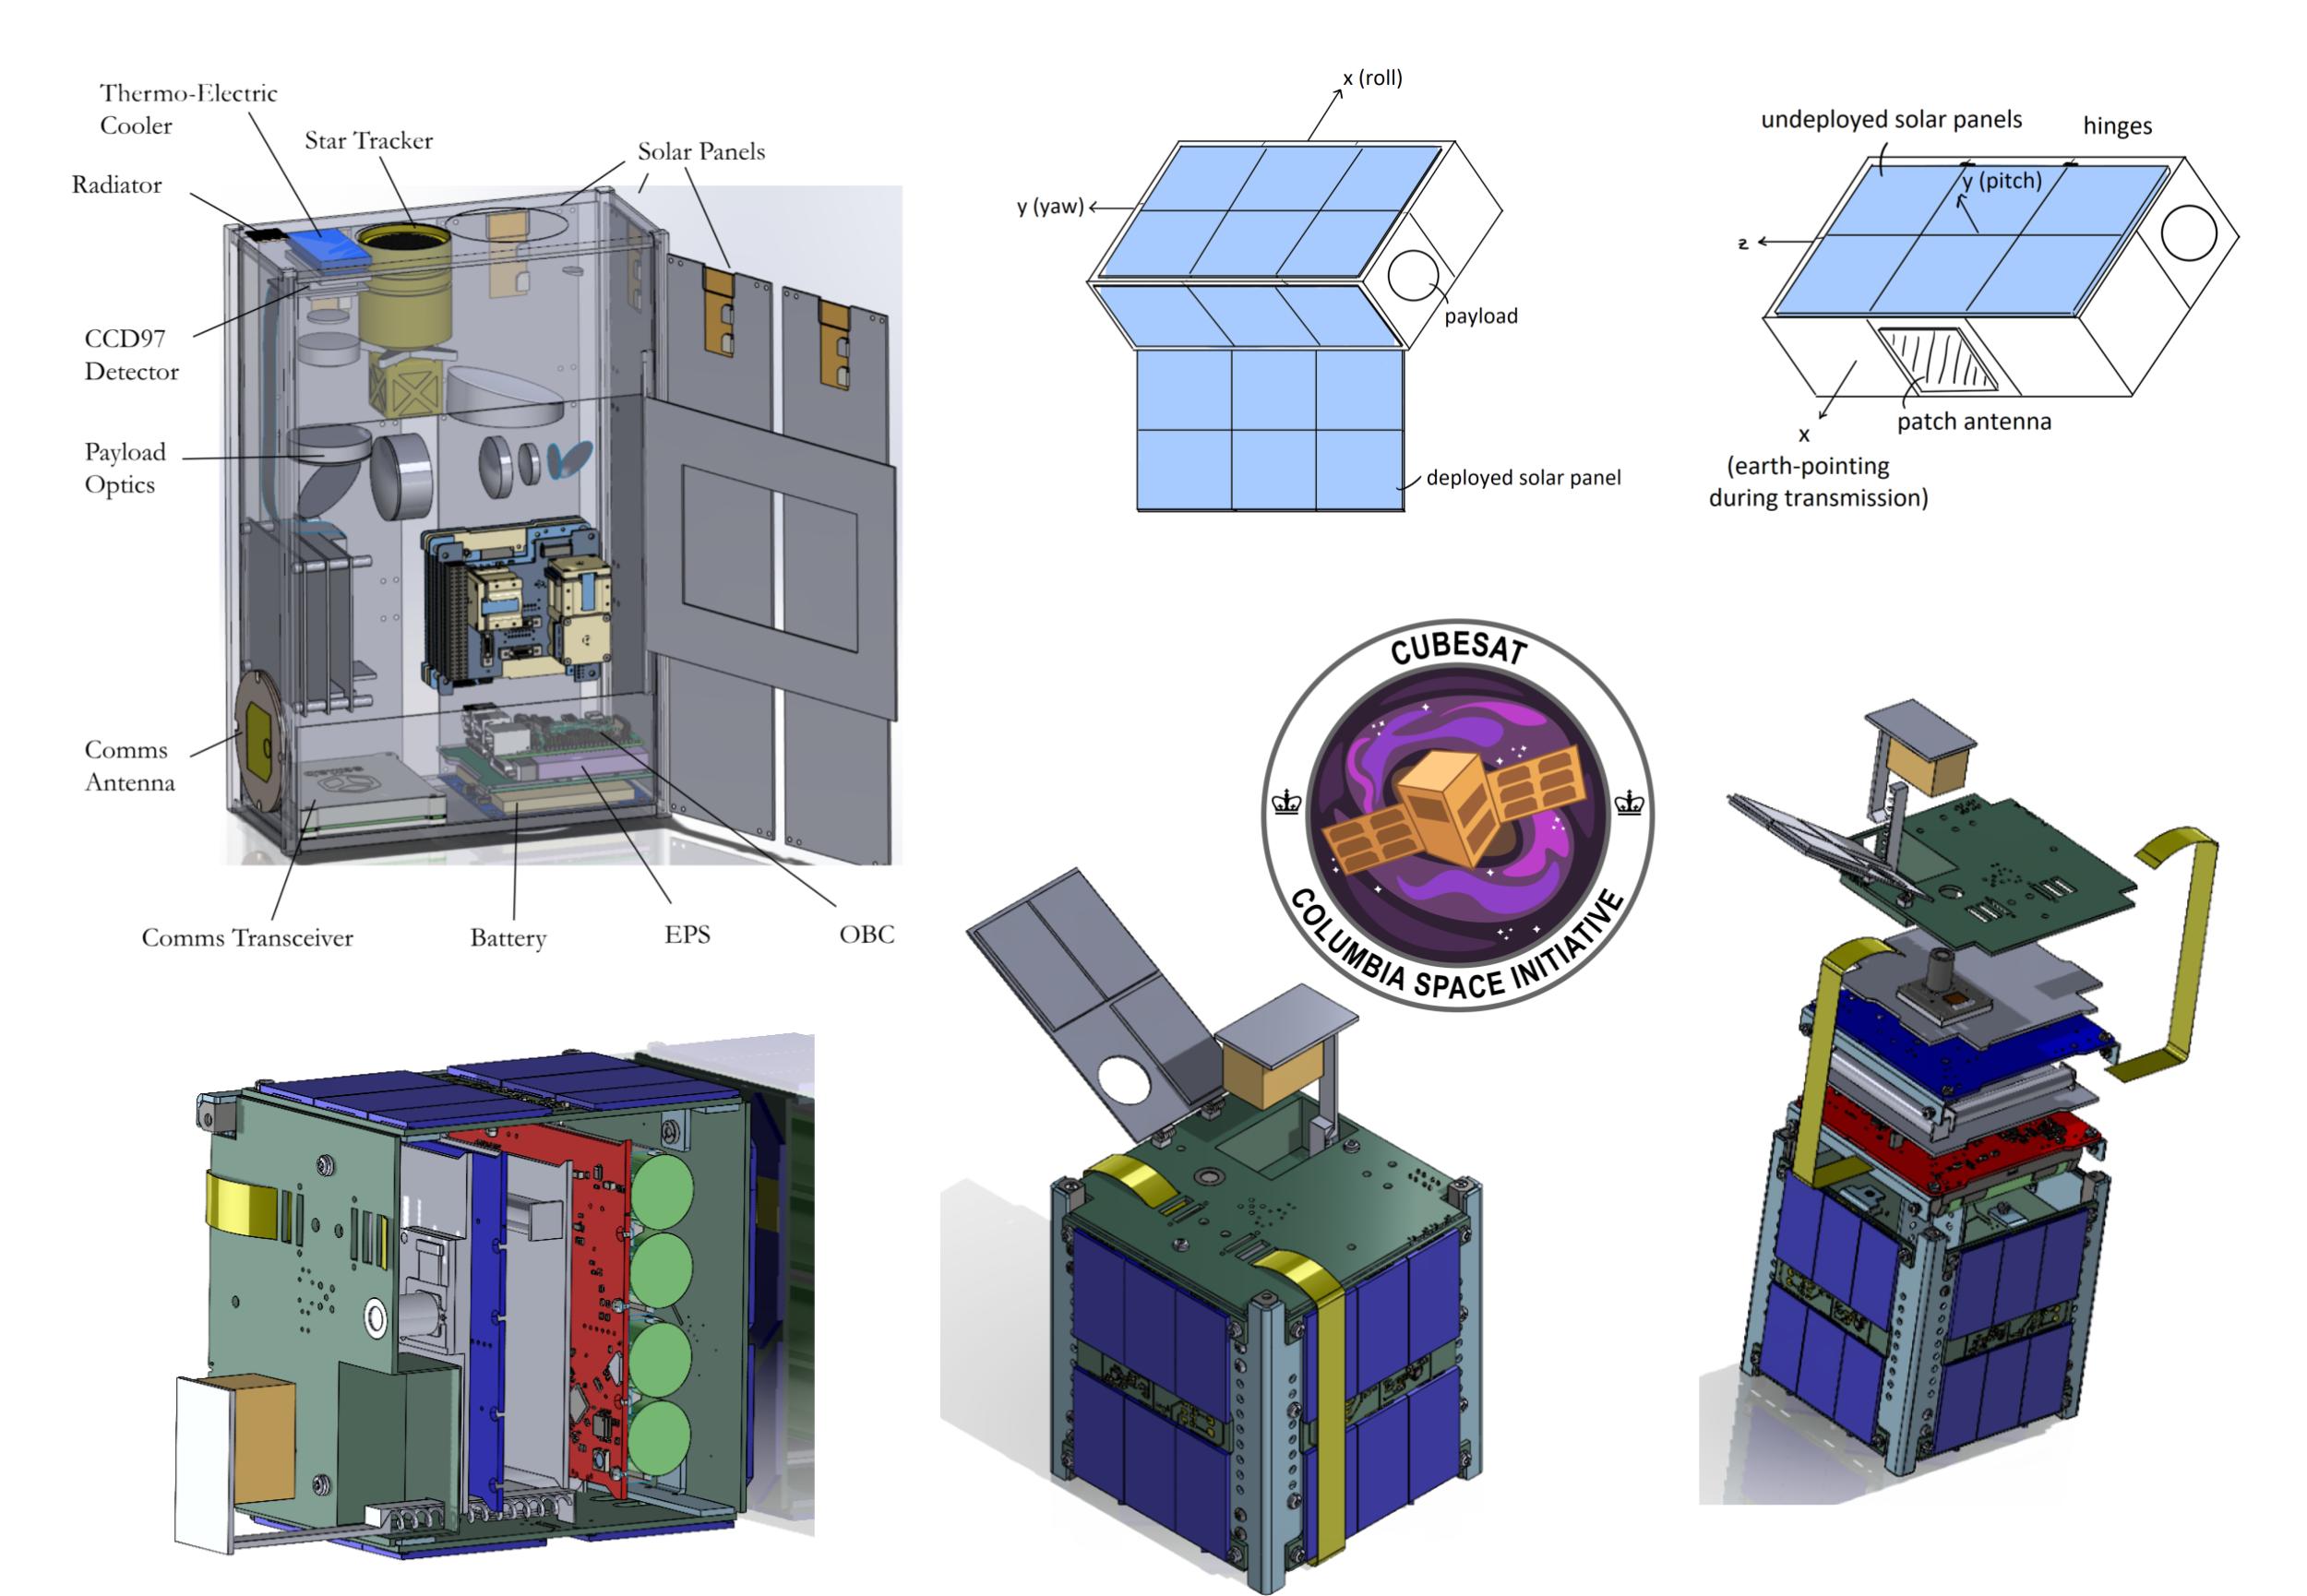 Thermo-Electric
Cooler
Star Tracker
Solar Panels
Radiator
CCD97
Detector
Payload
Optics
Comms
Antenna
Comms Transceiver
Battery
EPS
OBC
x (roll)
y (yaw)
payload
deployed solar panel
undeployed solar panels
hinges
y (pitch)
z
x
(earth-pointing
during transmission)
patch antenna
CUBESAT
COLUMBIA SPACE INITIATIVE